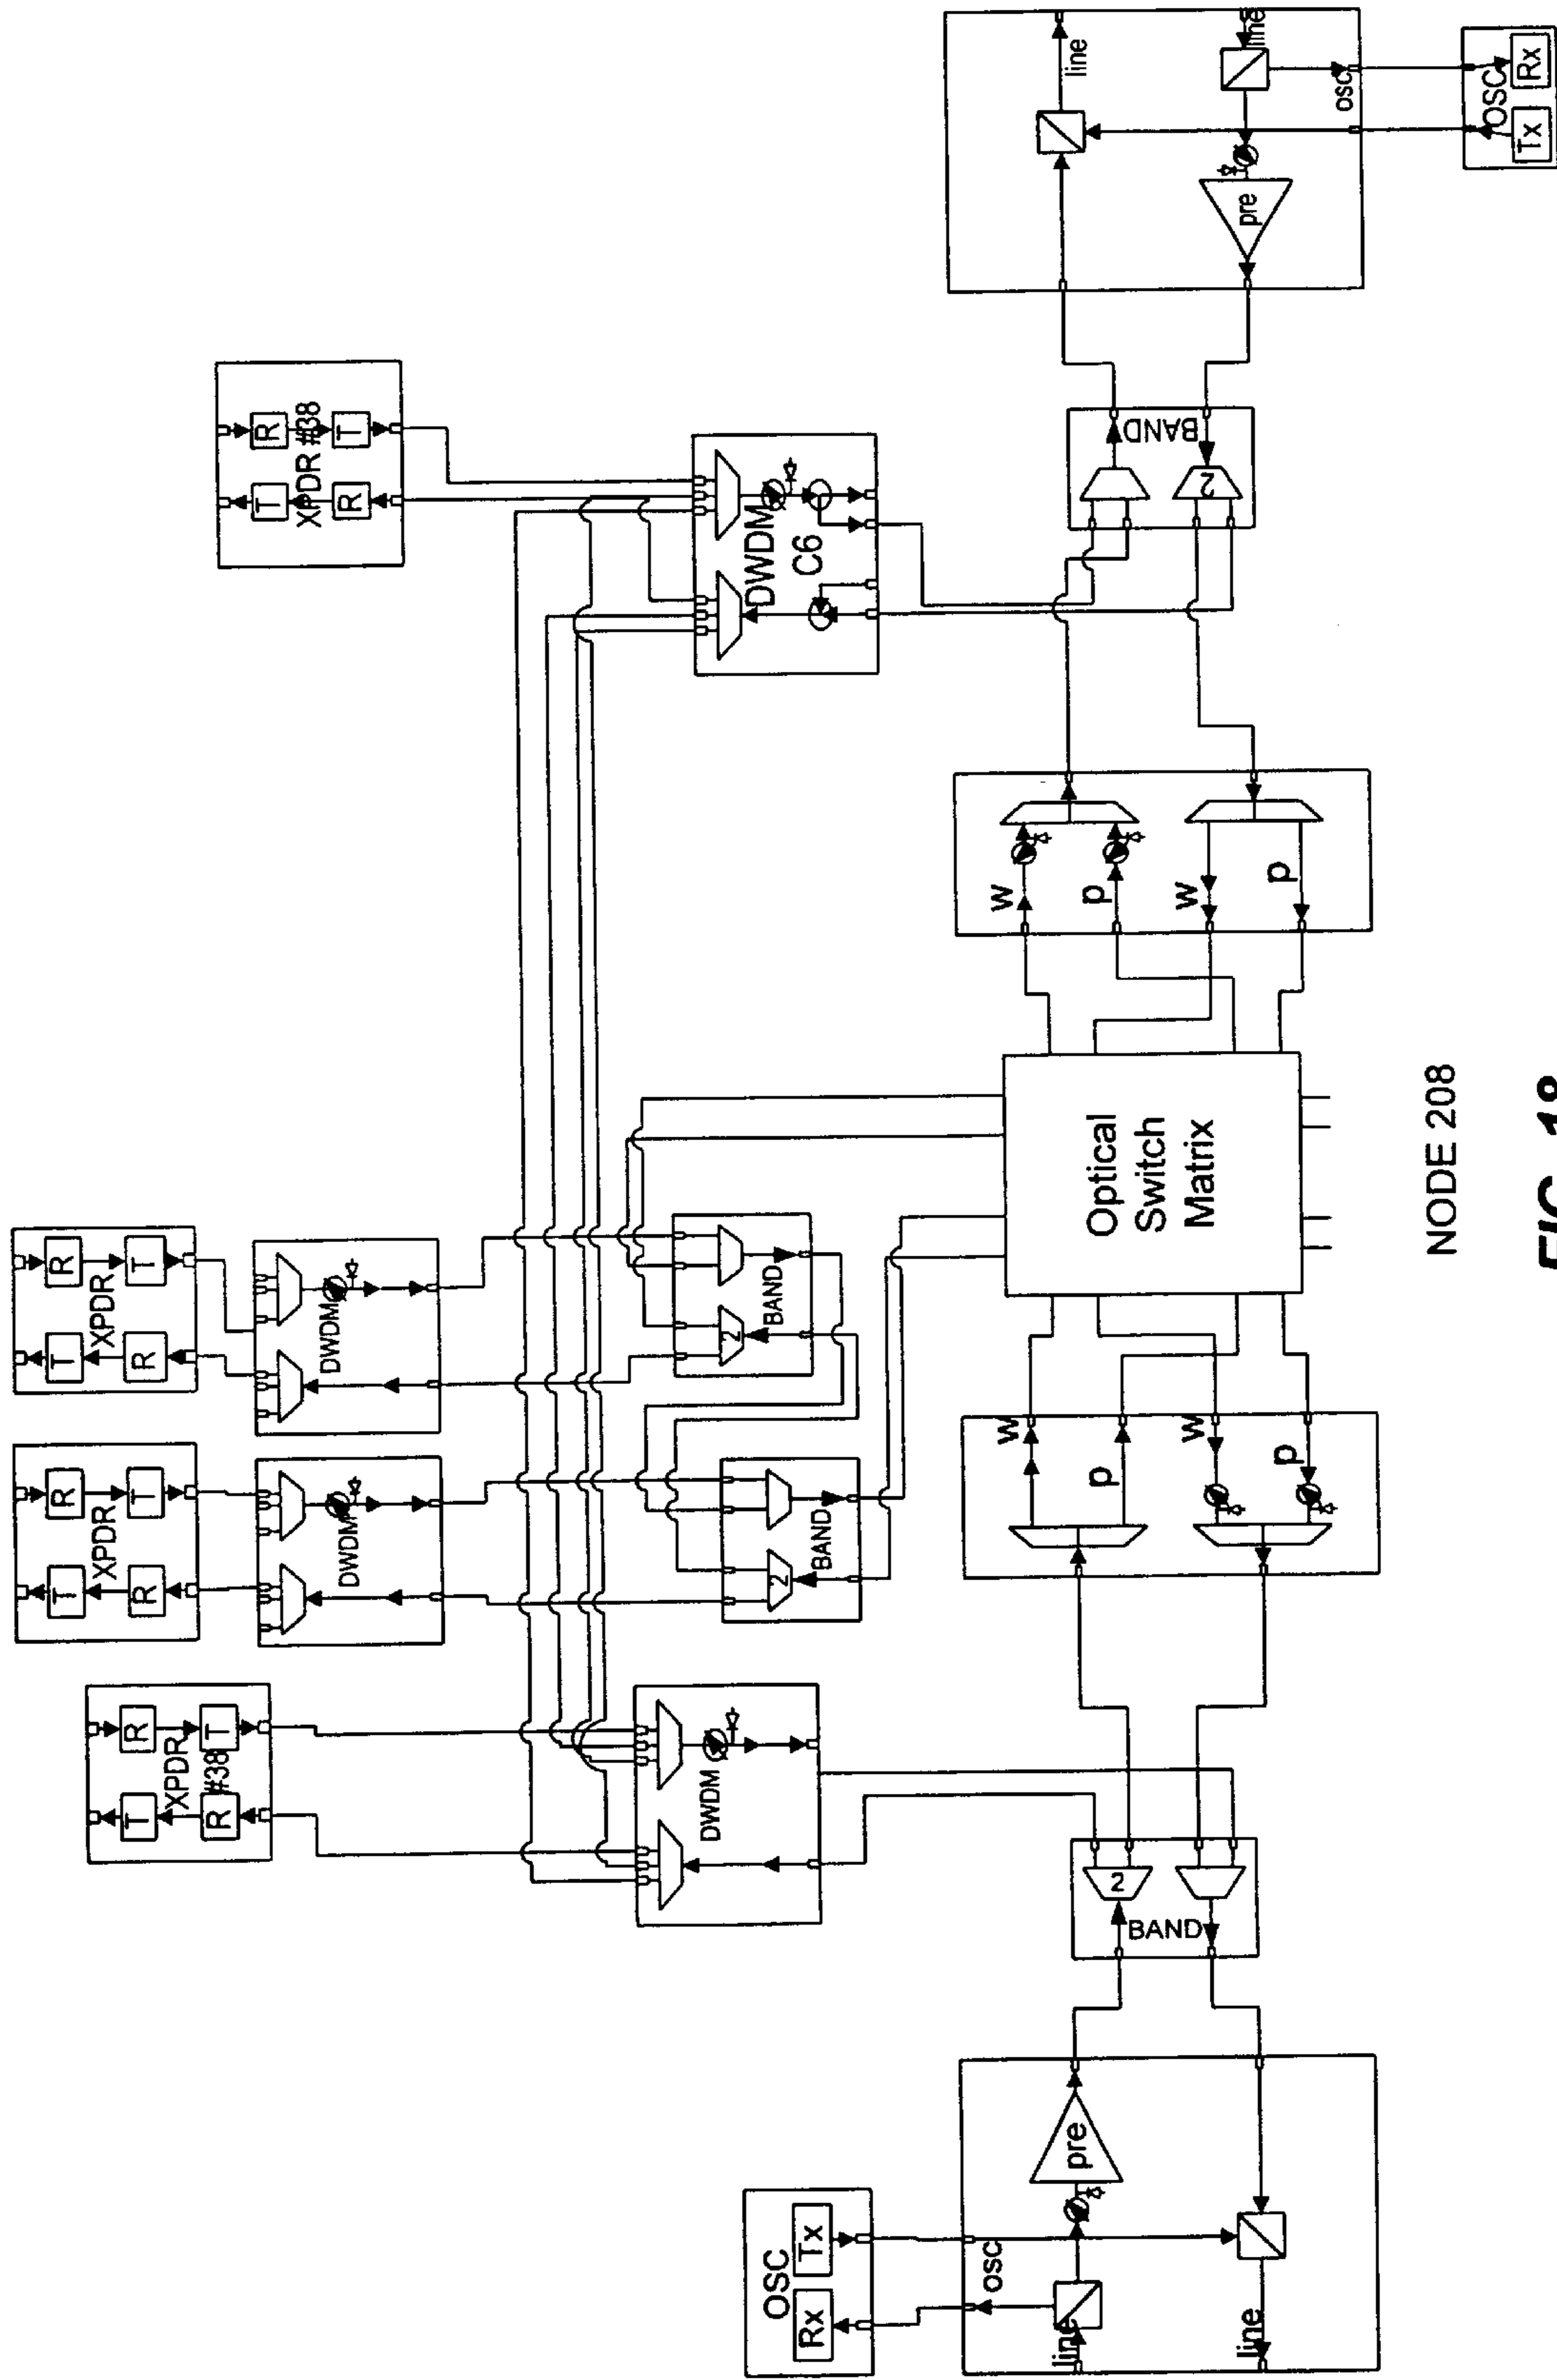 R
T
XPDR #38
T
R
R
T
XPDR
T
R
R
T
XPDR
T
R
R
T
XPDR
#38
T
R
DWDM
C6
DWDM
DWDM
DWDM
2
BAND
2
BAND
OSC
Rx
Tx
osc
line
pre
line
2
BAND
w
p
w
p
Optical
Switch
Matrix
w
p
w
p
BAND
2
line
line
pre
osc
OSC
Tx
Rx
NODE 208
FIG. 18